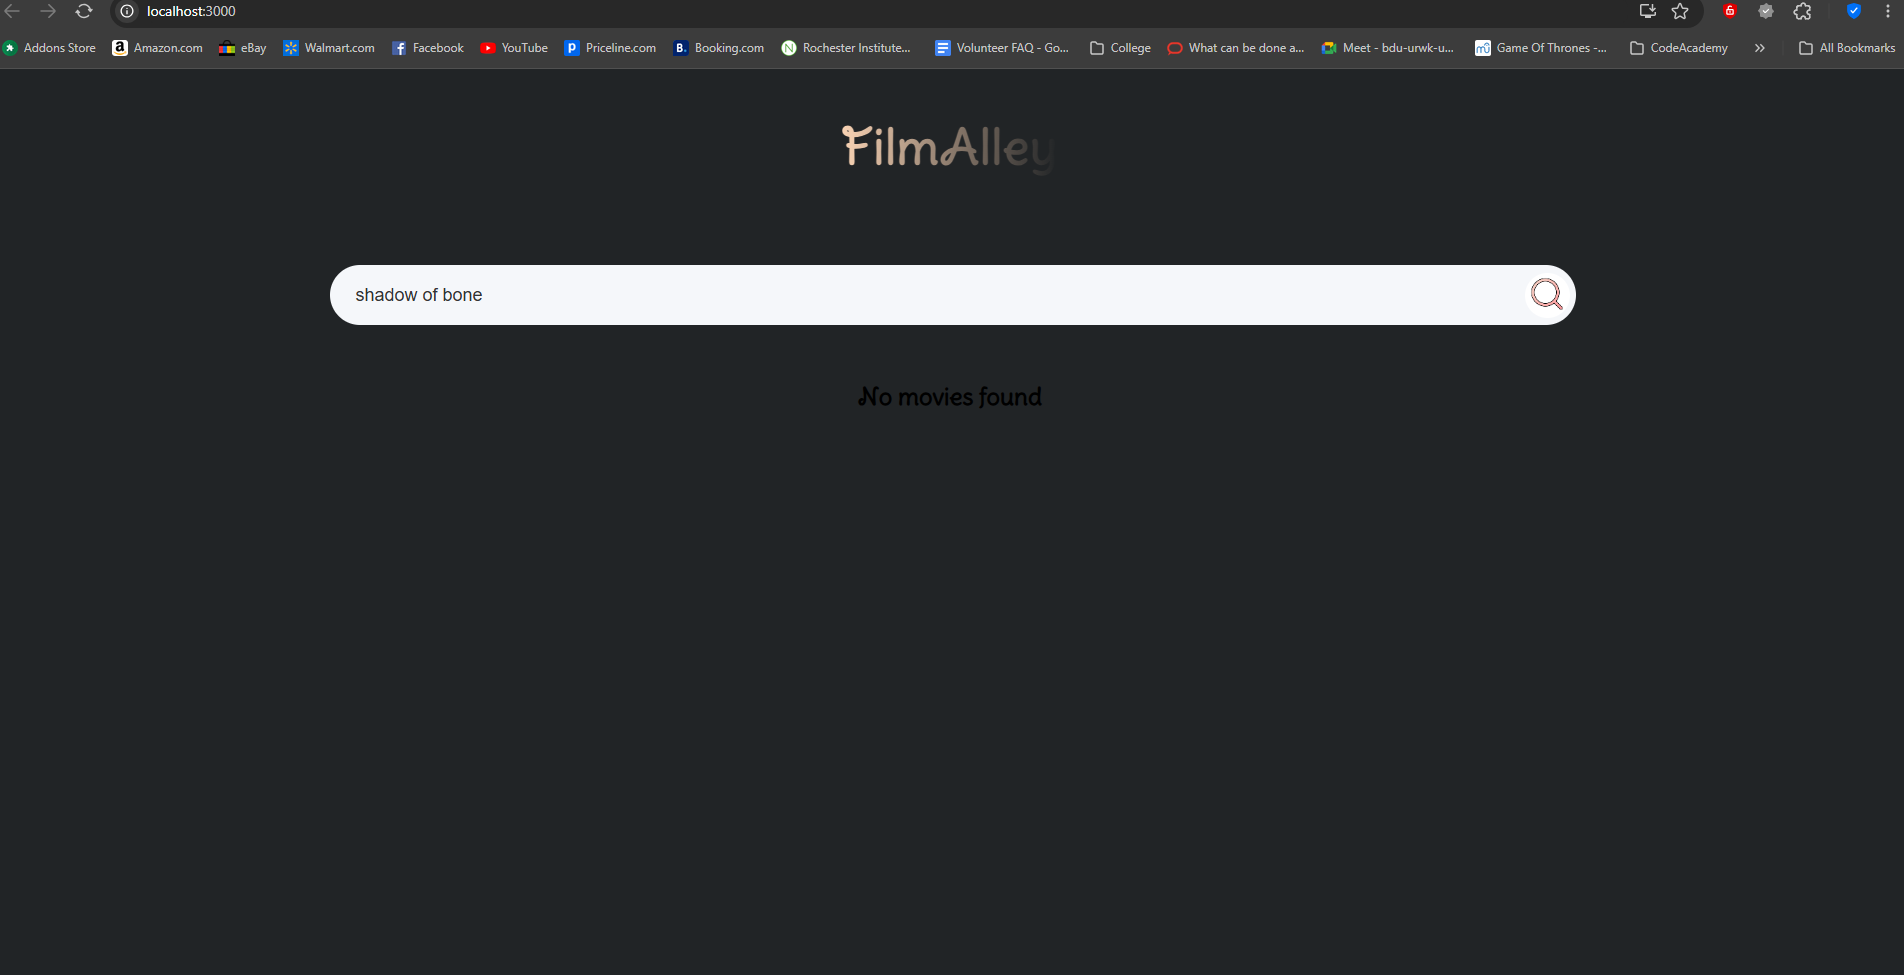 localhost:3000
Addons Store Amazon.com eBay Walmart.com Facebook YouTube Priceline.com Booking.com Rochester Institute... Volunteer FAQ - Go... College What can be done a... Meet - bdu-urwk-u... Game Of Thrones -... CodeAcademy » All Bookmarks
FilmAlley
shadow of bone
No movies found